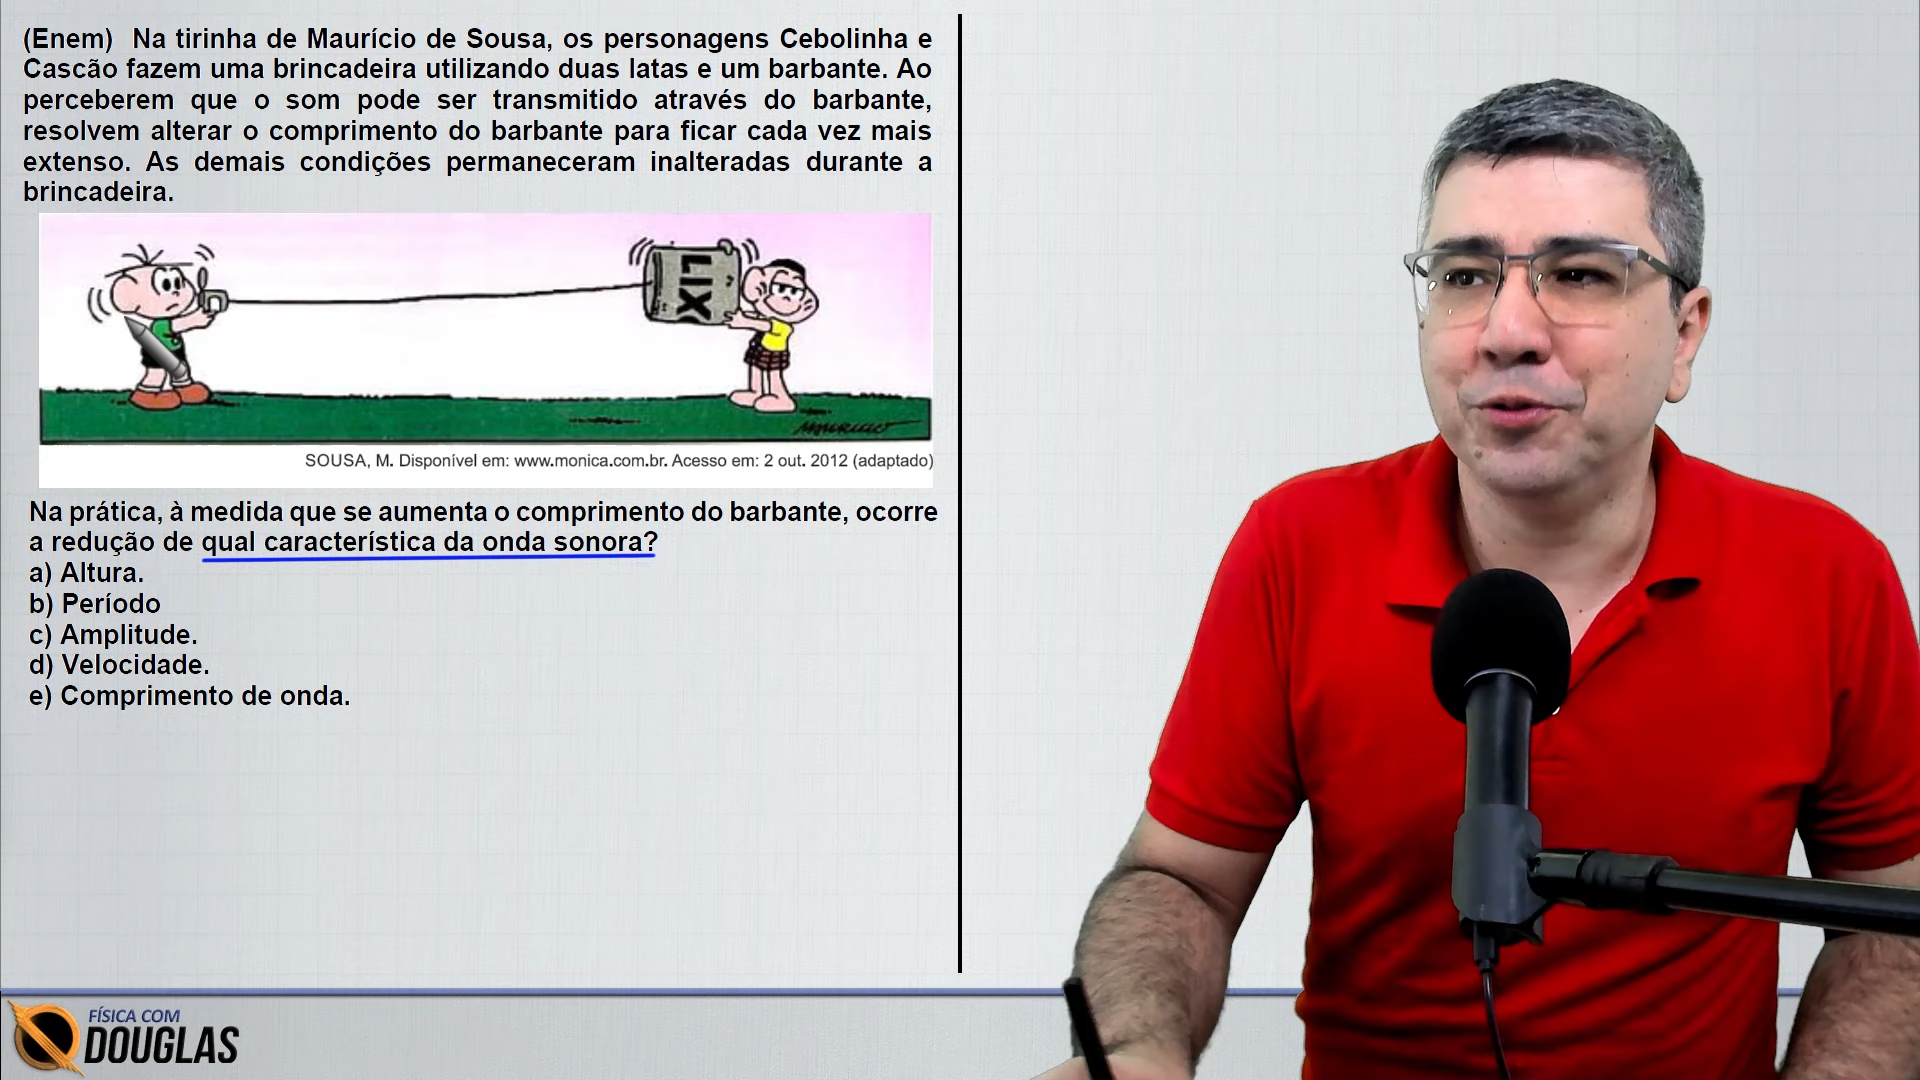 (Enem) Na tirinha de Maurício de Sousa, os personagens Cebolinha e
Cascão fazem uma brincadeira utilizando duas latas e um barbante. Ao
perceberem que o som pode ser transmitido através do barbante,
resolvem alterar o comprimento do barbante para ficar cada vez mais
extenso. As demais condições permaneceram inalteradas durante a
brincadeira.
LIX
MAURICIO
SOUSA, M. Disponível em: www.monica.com.br. Acesso em: 2 out. 2012 (adaptado)
Na prática, à medida que se aumenta o comprimento do barbante, ocorre
a redução de qual característica da onda sonora?
a) Altura.
b) Período
c) Amplitude.
d) Velocidade.
e) Comprimento de onda.
FÍSICA COM
DOUGLAS